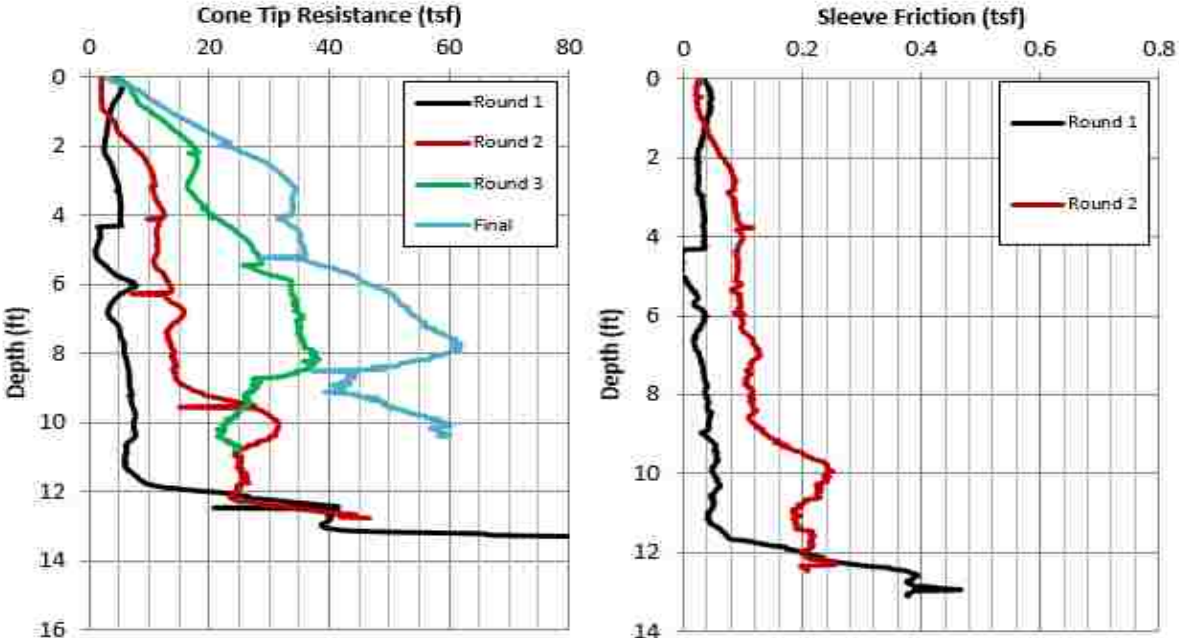 Cone Tip Resistance (tsf)
0 20 40 60 80
0
2
4
6
8
10
12
14
16
Depth (ft)
Round 1
Round 2
Round 3
Final
Sleeve Friction (tsf)
0 0.2 0.4 0.6 0.8
0
2
4
6
8
10
12
14
Depth (ft)
Round 1
Round 2